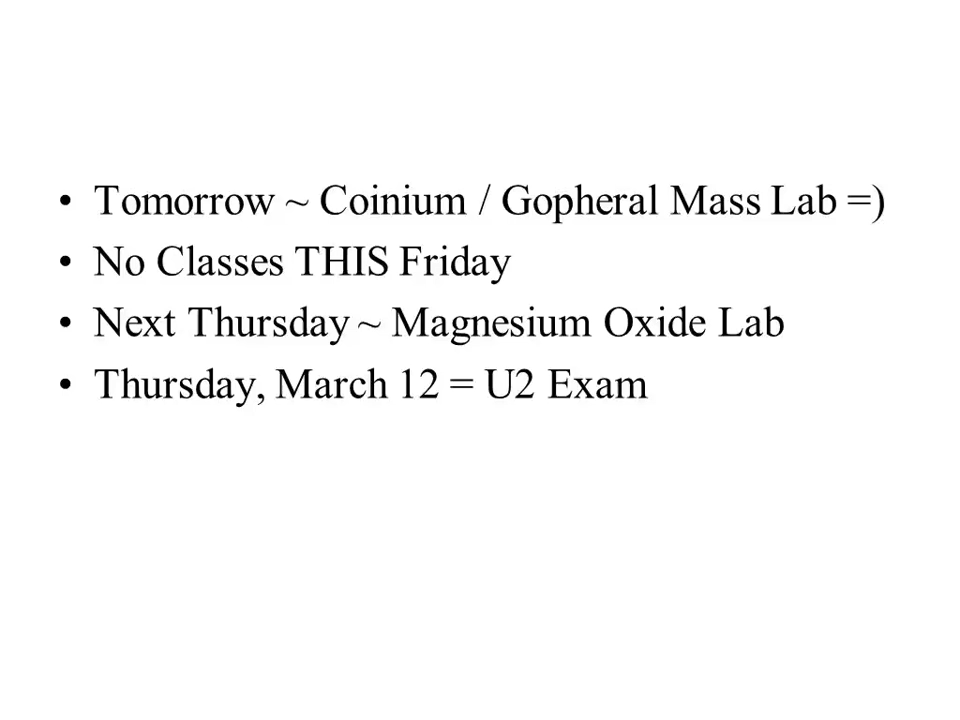 • Tomorrow ~ Coinium / Gopheral Mass Lab =)
• No Classes THIS Friday
• Next Thursday ~ Magnesium Oxide Lab
• Thursday, March 12 = U2 Exam